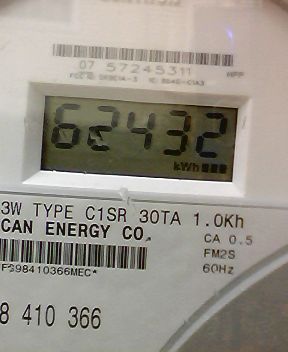 07 57245311
62432
kWh
3W TYPE C1SR 30TA 1.0Kh
CAN ENERGY CO.
CA 0.5
FM2S
60Hz
FS98410366MEC*
8 410 366